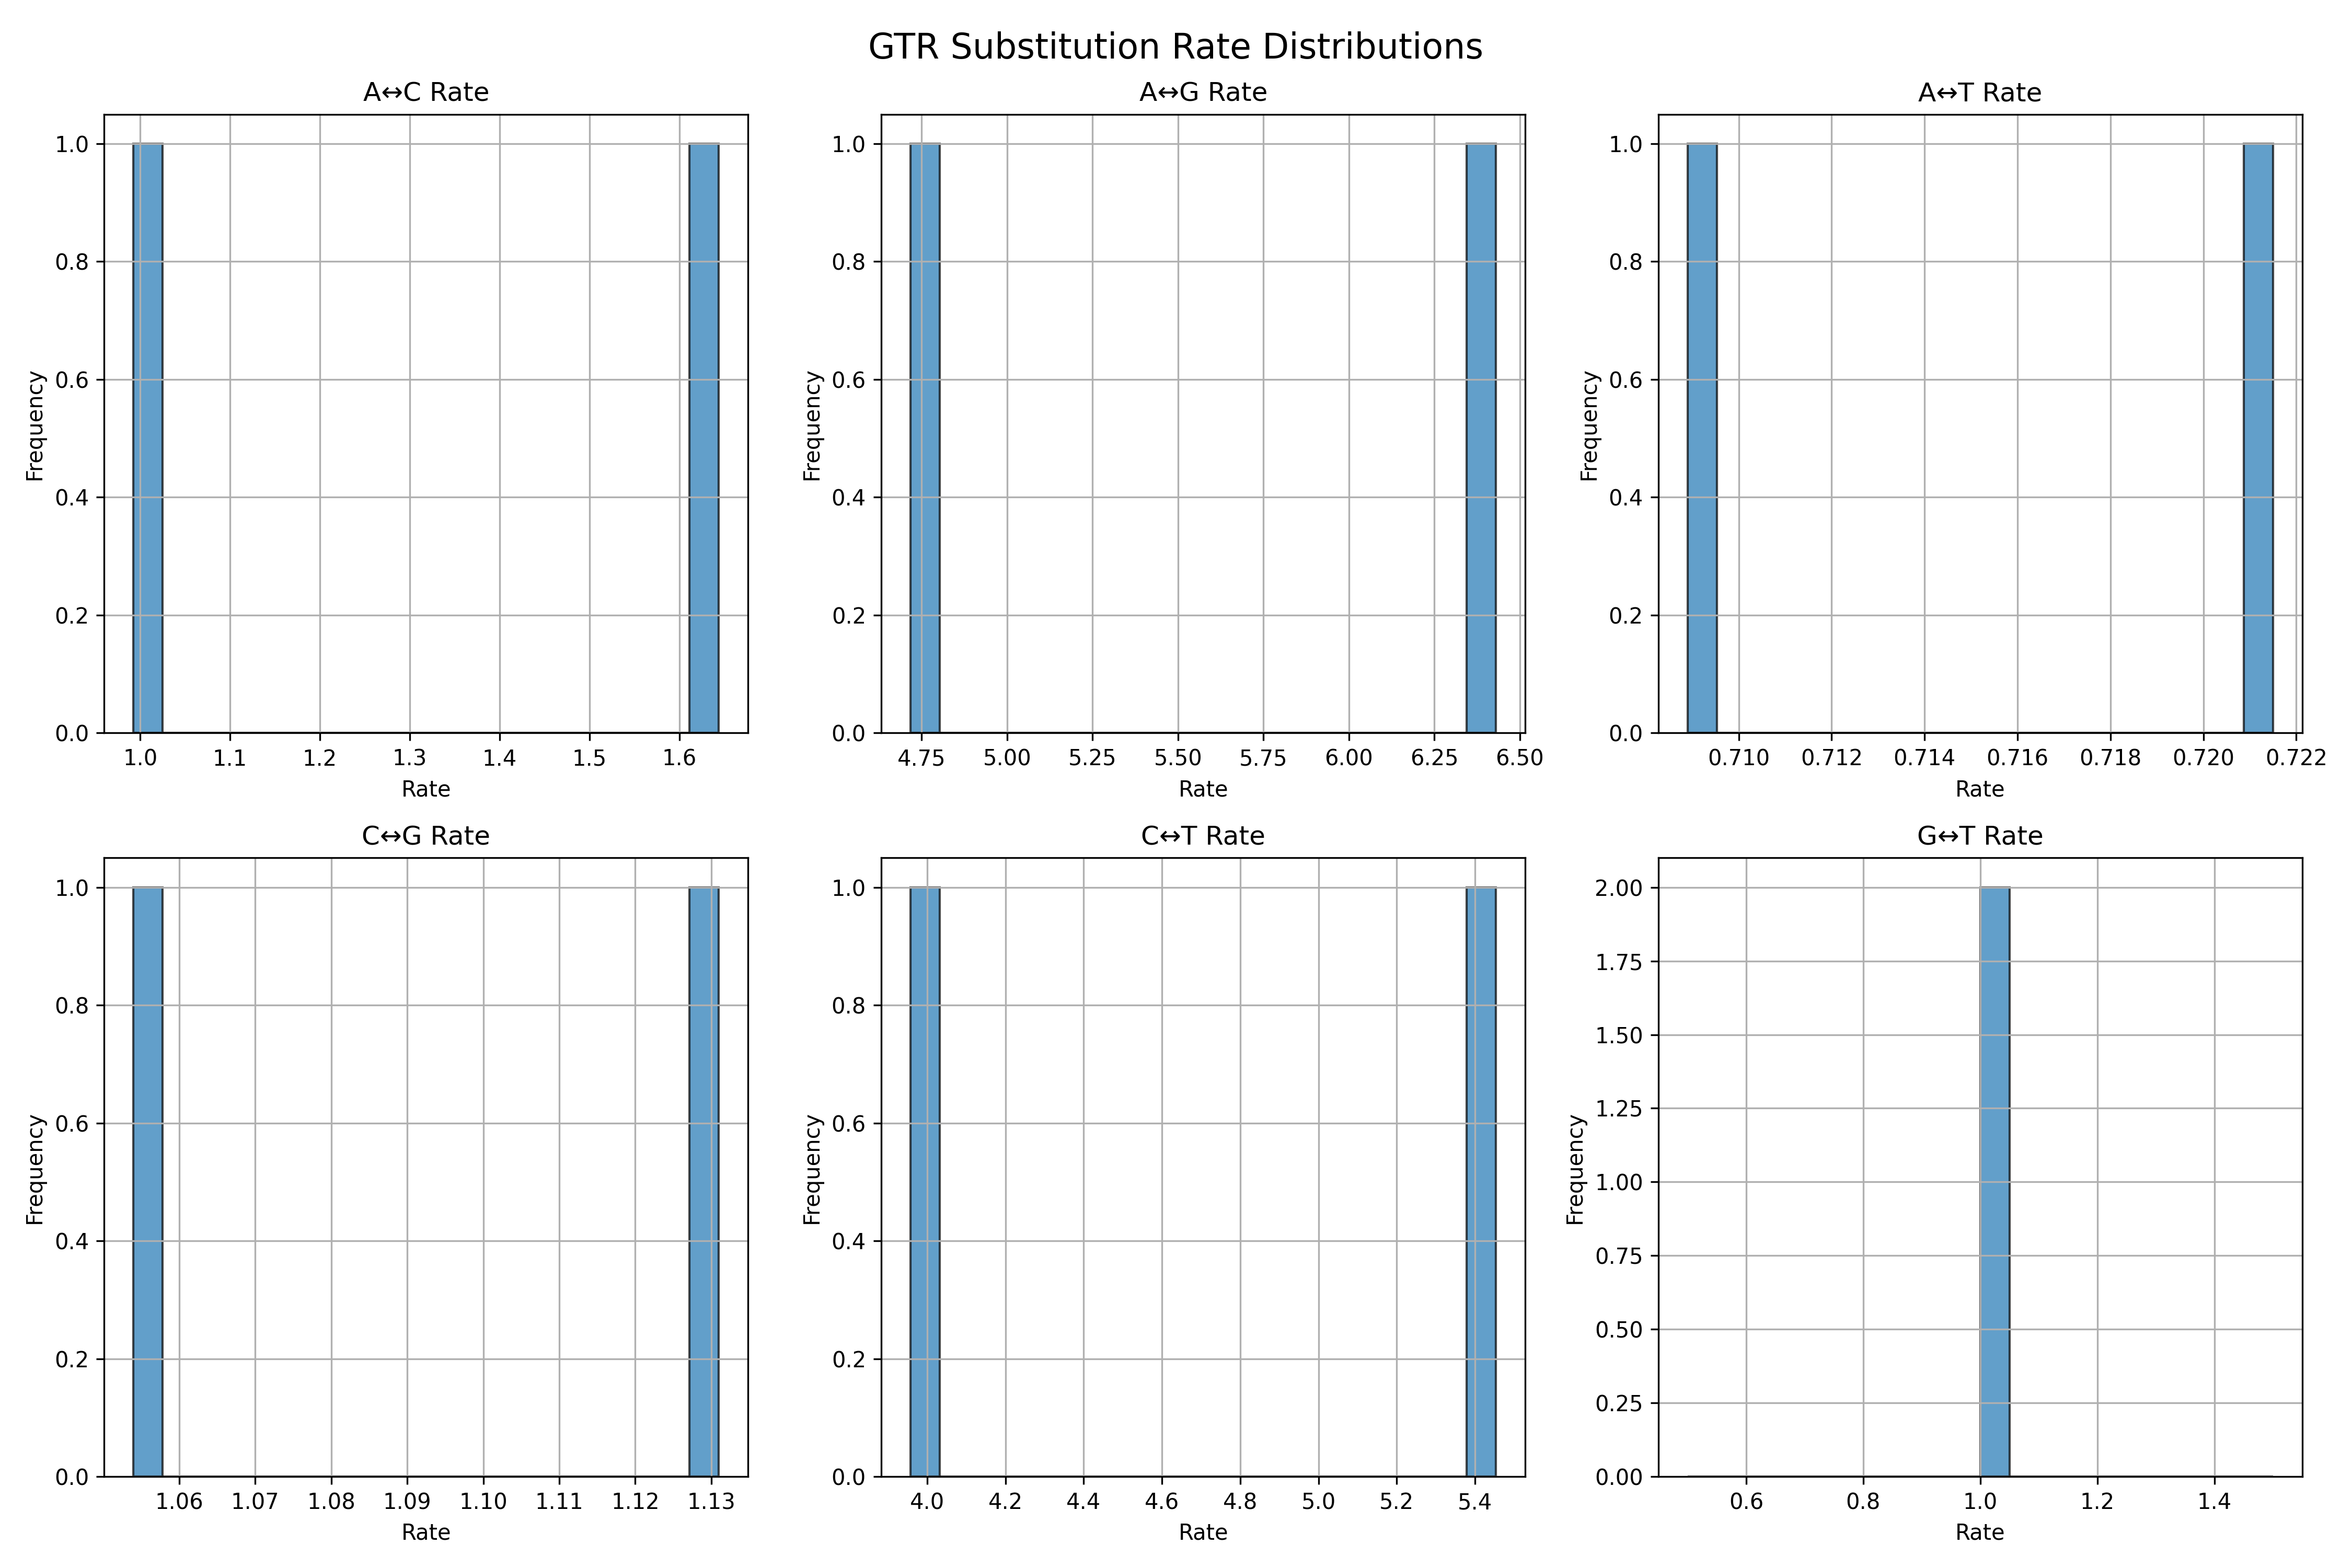 GTR Substitution Rate Distributions
A↔C Rate
1.0
0.8
0.6
0.4
0.2
0.0
Frequency
1.0 1.1 1.2 1.3 1.4 1.5 1.6
Rate
A↔G Rate
1.0
0.8
0.6
0.4
0.2
0.0
Frequency
4.75 5.00 5.25 5.50 5.75 6.00 6.25 6.50
Rate
A↔T Rate
1.0
0.8
0.6
0.4
0.2
0.0
Frequency
0.710 0.712 0.714 0.716 0.718 0.720 0.722
Rate
C↔G Rate
1.0
0.8
0.6
0.4
0.2
0.0
Frequency
1.06 1.07 1.08 1.09 1.10 1.11 1.12 1.13
Rate
C↔T Rate
1.0
0.8
0.6
0.4
0.2
0.0
Frequency
4.0 4.2 4.4 4.6 4.8 5.0 5.2 5.4
Rate
G↔T Rate
2.00
1.75
1.50
1.25
1.00
0.75
0.50
0.25
0.00
Frequency
0.6 0.8 1.0 1.2 1.4
Rate